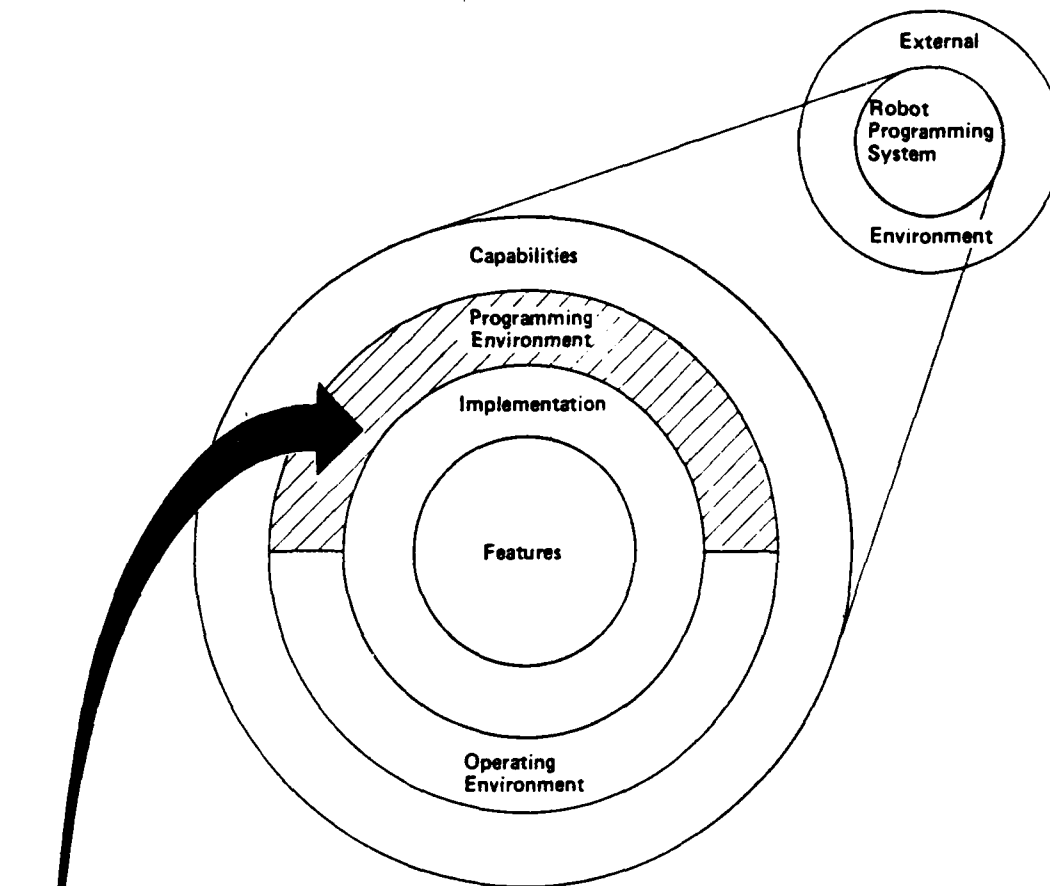 External
Robot
Programming
System
Environment
Capabilities
Programming
Environment
Implementation
Features
Operating
Environment